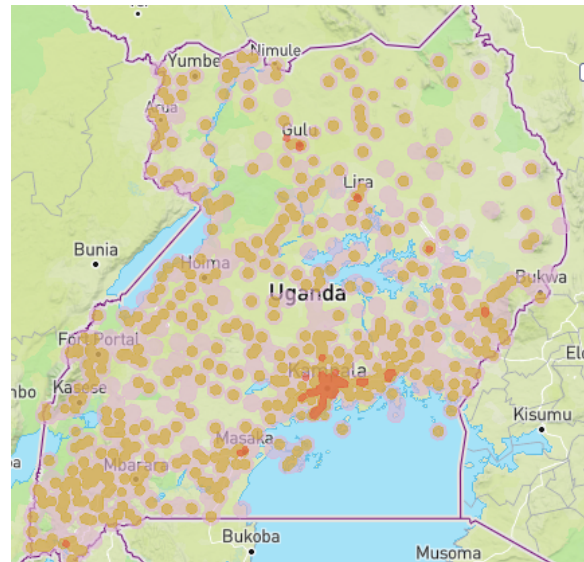 Nimule
Yumbe
Arua
Gulu
Lira
Bunia
Hoima
Bukwa
Uganda
Fort Portal
Kampala
Kasese
Kisumu
Masaka
Mbarara
Bukoba
Musoma